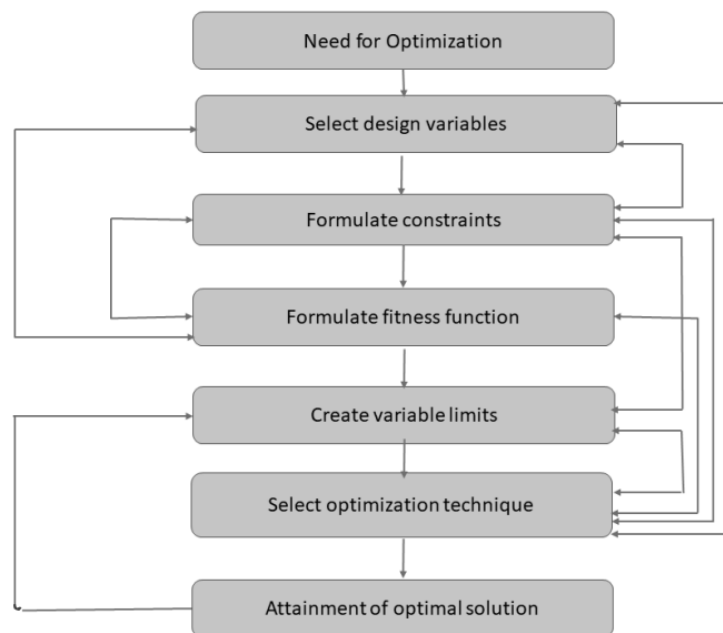 Need for Optimization
Select design variables
Formulate constraints
Formulate fitness function
Create variable limits
Select optimization technique
Attainment of optimal solution